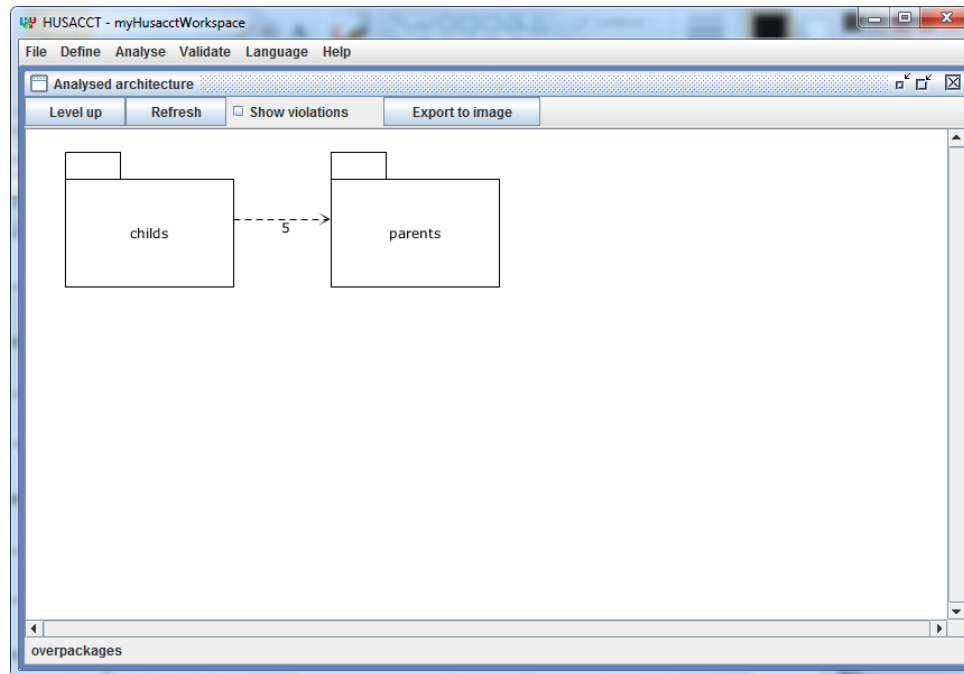 HUSACCT - myHusacctWorkspace
File Define Analyse Validate Language Help
Analysed architecture
Level up Refresh Show violations Export to image
childs 5 parents
overpackages